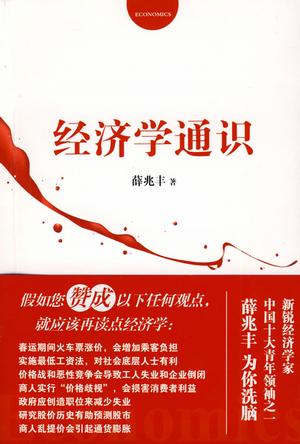 ECONOMICS
经济学通识
薛兆丰 著
假如您赞成以下任何观点，
就应该再读点经济学：
春运期间火车票涨价，会增加乘客负担
实施最低工资法，对社会底层人士有利
价格战和恶性竞争会导致工人失业和企业倒闭
商人实行“价格歧视”，会损害消费者利益
政府应创造职位来减少失业
研究股价历史有助预测股市
商人乱提价会引起通货膨胀
新锐经济学家
中国十大青年领袖之一
薛兆丰 为你洗脑
Economics